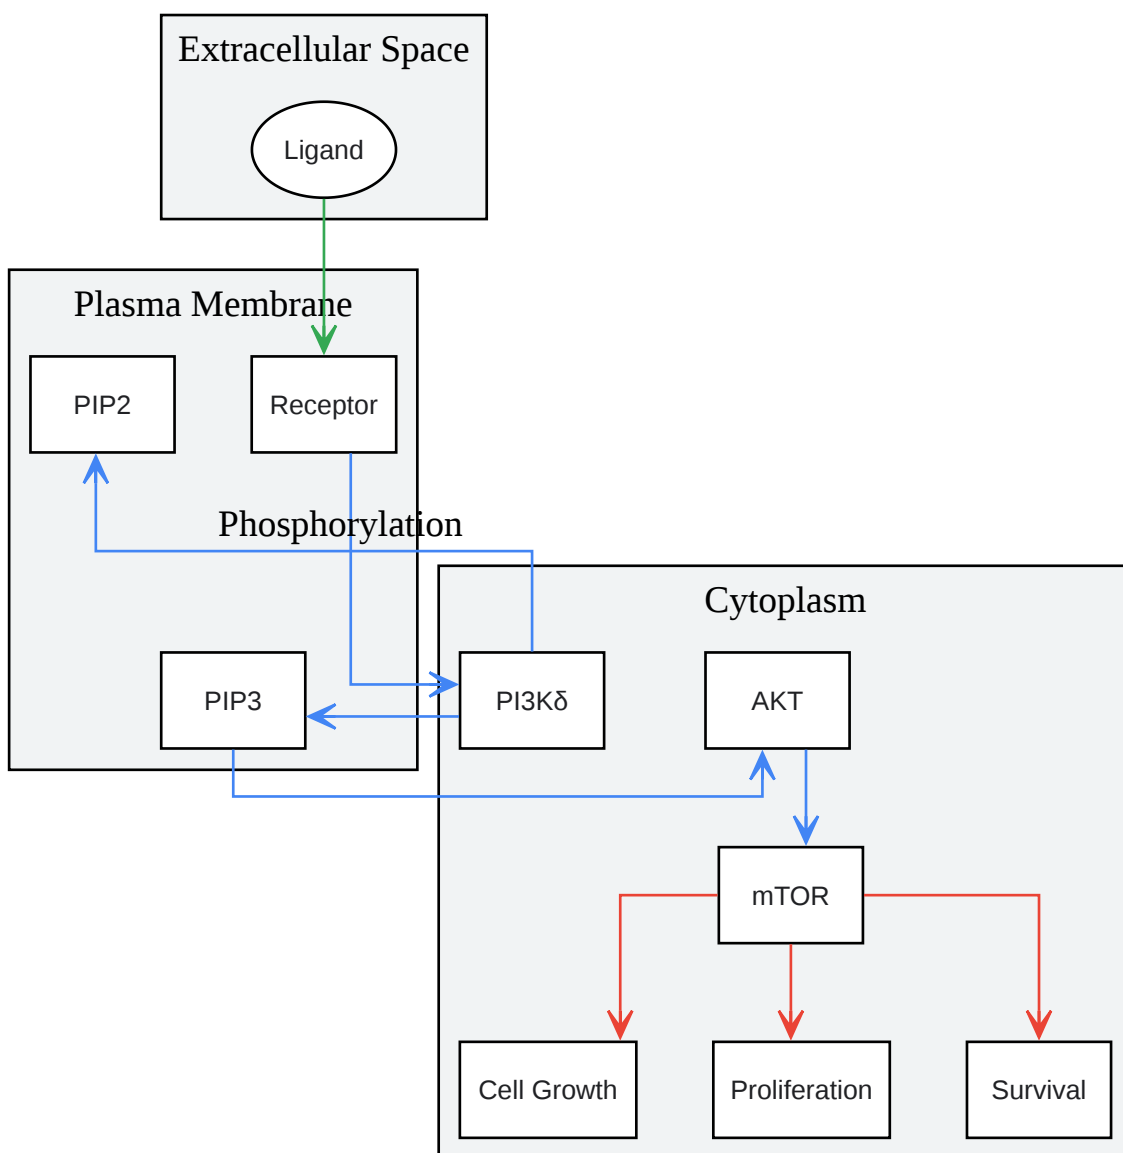 Extracellular Space
Ligand
Plasma Membrane
PIP2
Receptor
Phosphorylation
Cytoplasm
PIP3
PI3Kδ
AKT
mTOR
Cell Growth
Proliferation
Survival